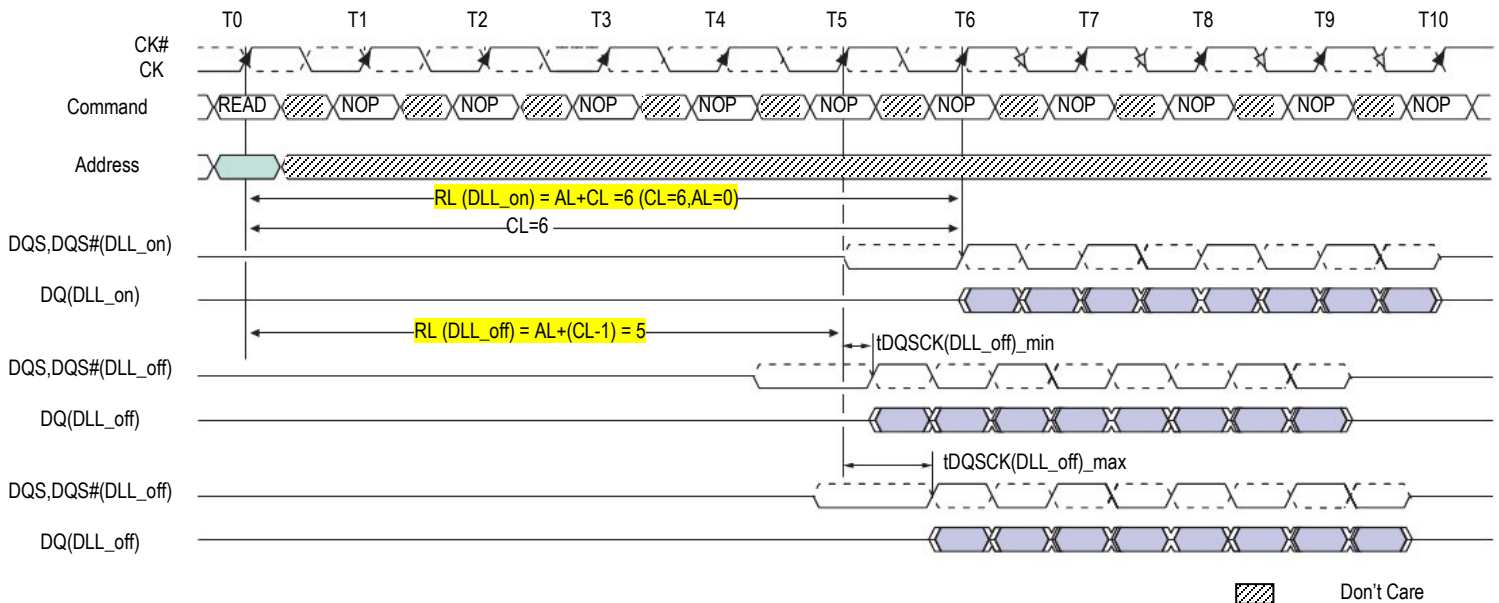 T0 T1 T2 T3 T4 T5 T6 T7 T8 T9 T10
CK#
CK
Command READ NOP NOP NOP NOP NOP NOP NOP NOP NOP NOP
Address
RL (DLL_on) = AL+CL =6 (CL=6,AL=0)
CL=6
DQS,DQS#(DLL_on)
DQ(DLL_on)
RL (DLL_off) = AL+(CL-1) = 5
tDQSCK(DLL_off)_min
DQS,DQS#(DLL_off)
DQ(DLL_off)
tDQSCK(DLL_off)_max
DQS,DQS#(DLL_off)
DQ(DLL_off)
Don't Care